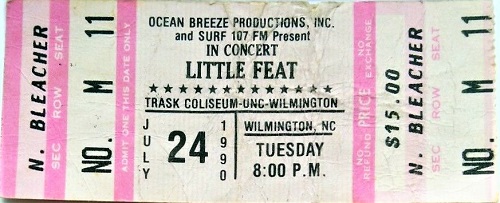 N. BLEACHER
SEC ROW SEAT
NO. M 11
ADMIT ONE THIS DATE ONLY
OCEAN BREEZE PRODUCTIONS, INC.
and SURF 107 FM Present
IN CONCERT
LITTLE FEAT
TRASK COLISEUM-UNC-WILMINGTON
JULY 24 1990
WILMINGTON, NC
TUESDAY
8:00 P.M.
NO REFUND PRICE NO EXCHANGE
$15.00
N. BLEACHER
SEC ROW SEAT
NO. M 11